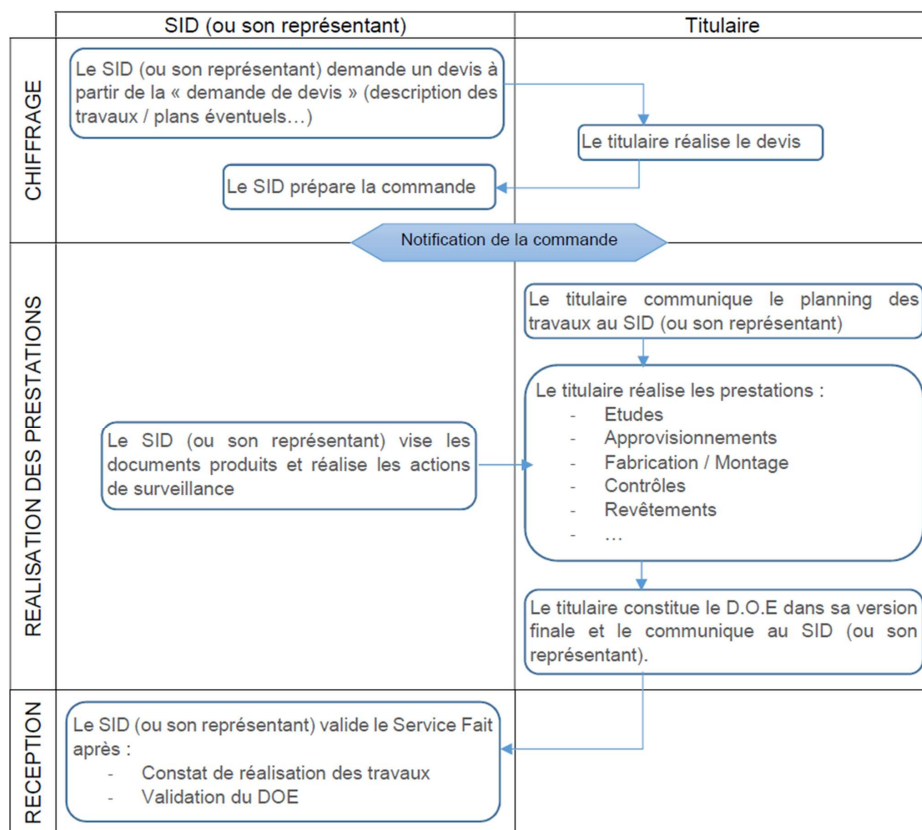 SID (ou son représentant)
Titulaire
CHIFFRAGE
Le SID (ou son représentant) demande un devis à
partir de la « demande de devis » (description des
travaux / plans éventuels…)
Le titulaire réalise le devis
Le SID prépare la commande
Notification de la commande
REALISATION DES PRESTATIONS
Le titulaire communique le planning des
travaux au SID (ou son représentant)
Le titulaire réalise les prestations :
- Etudes
- Approvisionnements
- Fabrication / Montage
- Contrôles
- Revêtements
- …
Le SID (ou son représentant) vise les
documents produits et réalise les actions
de surveillance
Le titulaire constitue le D.O.E dans sa version
finale et le communique au SID (ou son
représentant).
RECEPTION
Le SID (ou son représentant) valide le Service Fait
après :
- Constat de réalisation des travaux
- Validation du DOE